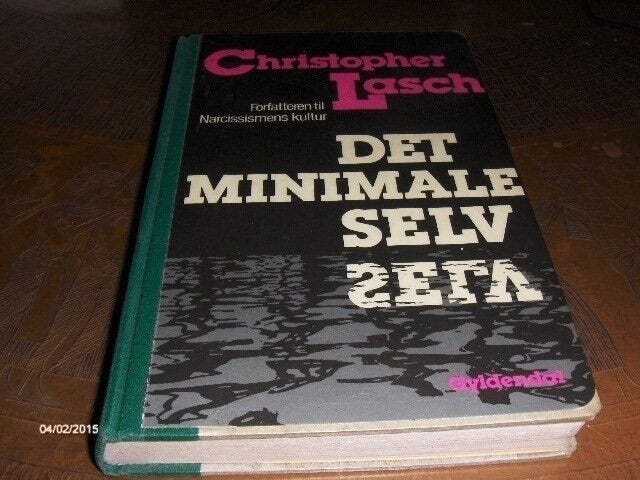 Christopher
Lasch
Forfatteren til
Narcissismens kultur
DET
MINIMALE
SELV
SELV
Gyldendal
04/02/2015